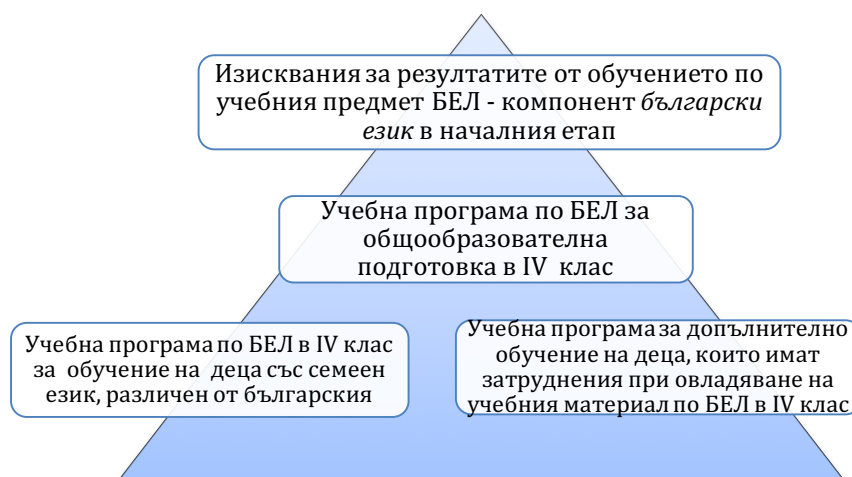 Изисквания за резултатите от обучението по
учебния предмет БЕЛ - компонент български
език в началния етап
Учебна програма по БЕЛ за
общообразователна
подготовка в IV клас
Учебна програма по БЕЛ в IV клас
за обучение на деца със семеен
език, различен от българския
Учебна програма за допълнително
обучение на деца, които имат
затруднения при овладяване на
учебния материал по БЕЛ в IV клас